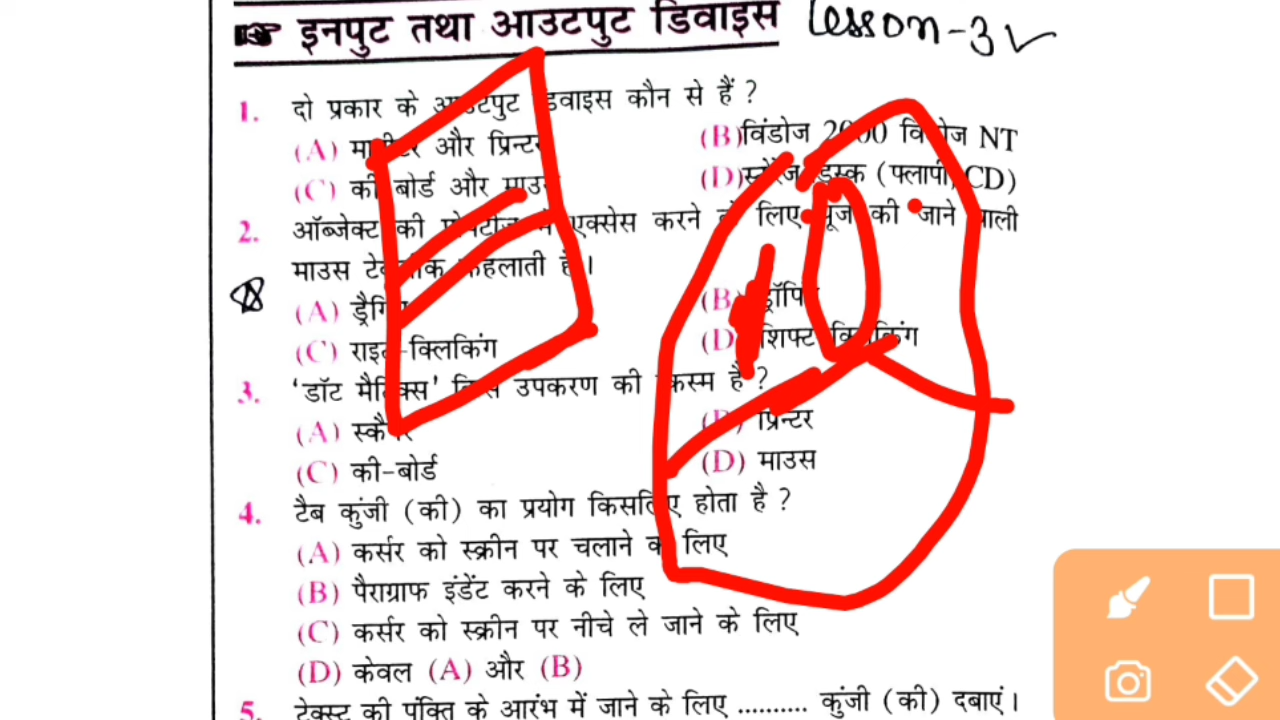 ☞ इनपुट तथा आउटपुट डिवाइस Lesson-3 ✓
1. दो प्रकार के आउटपुट डिवाइस कौन से हैं ?
(A) मानीटर और प्रिन्टर (B) विंडोज 2000 विंडोज NT
(C) की बोर्ड और माउस (D) स्टोरेज डिस्क (फ्लापी, CD)
2. ऑब्जेक्ट की प्रोपर्टीज में एक्सेस करने के लिए यूज की जाने वाली
माउस टेक्नीक कहलाती है।
(A) ड्रैगिंग (B) ड्रॉपिंग
(C) राइट-क्लिकिंग (D) शिफ्ट क्लिकिंग
3. 'डॉट मैट्रिक्स' किस उपकरण की किस्म है ?
(A) स्कैनर (B) प्रिन्टर
(C) की-बोर्ड (D) माउस
4. टैब कुंजी (की) का प्रयोग किसलिए होता है ?
(A) कर्सर को स्क्रीन पर चलाने के लिए
(B) पैराग्राफ इंडेंट करने के लिए
(C) कर्सर को स्क्रीन पर नीचे ले जाने के लिए
(D) केवल (A) और (B)
5. टेक्स्ट की पंक्ति के आरंभ में जाने के लिए .......... कुंजी (की) दबाएं।